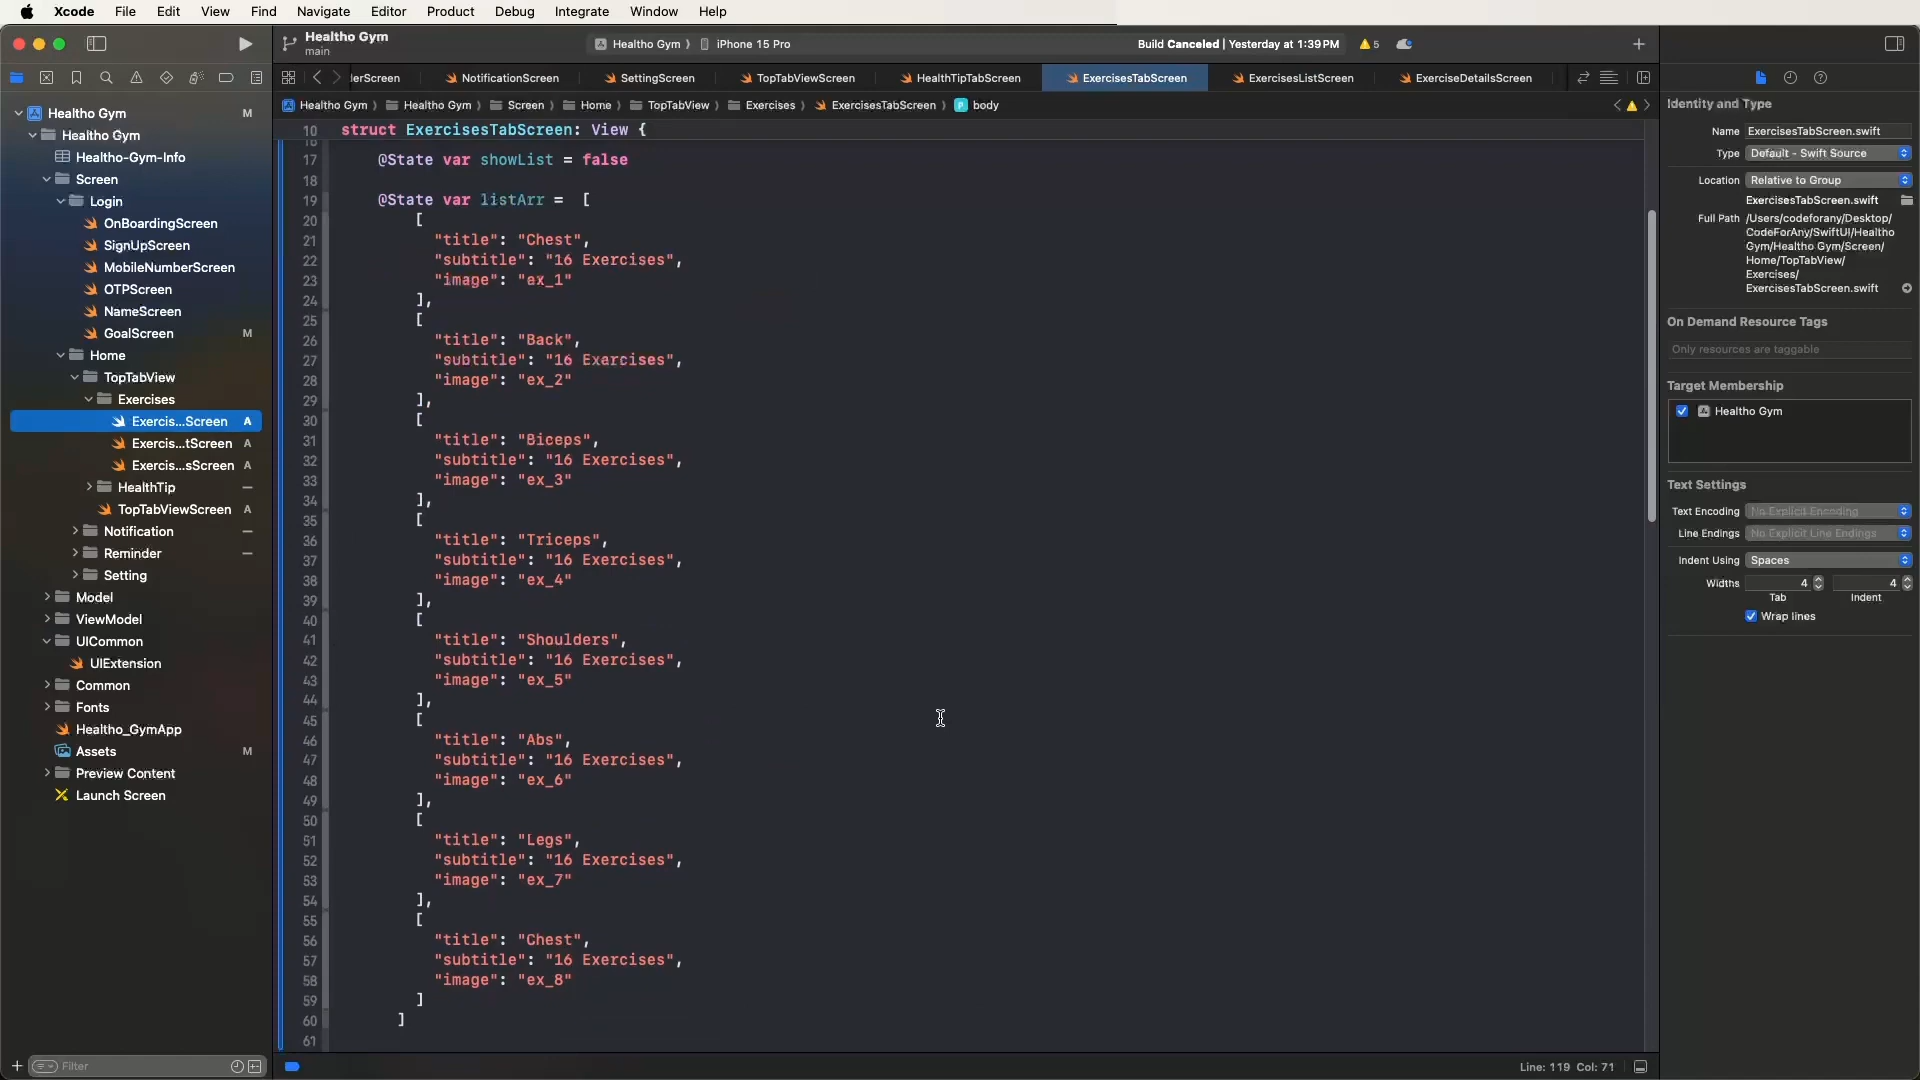 Xcode File Edit View Find Navigate Editor Product Debug Integrate Window Help
Healtho Gym
main
Healtho Gym ⟩ iPhone 15 Pro
Build Canceled | Yesterday at 1:39 PM
5
lerScreen NotificationScreen SettingScreen TopTabViewScreen HealthTipTabScreen ExercisesTabScreen ExercisesListScreen ExerciseDetailsScreen
Healtho Gym ⟩ Healtho Gym ⟩ Screen ⟩ Home ⟩ TopTabView ⟩ Exercises ⟩ ExercisesTabScreen ⟩ P body
Healtho Gym M
Healtho Gym
Healtho-Gym-Info
Screen
Login
OnBoardingScreen
SignUpScreen
MobileNumberScreen
OTPScreen
NameScreen
GoalScreen M
Home
TopTabView
Exercises
Exercis...Screen A
Exercis...tScreen A
Exercis...sScreen A
HealthTip
TopTabViewScreen A
Notification
Reminder
Setting
Model
ViewModel
UICommon
UIExtension
Common
Fonts
Healtho_GymApp
Assets M
Preview Content
Launch Screen
Filter
10 struct ExercisesTabScreen: View {
16
17 @State var showList = false
18
19 @State var listArr = [
20 [
21 "title": "Chest",
22 "subtitle": "16 Exercises",
23 "image": "ex_1"
24 ],
25 [
26 "title": "Back",
27 "subtitle": "16 Exercises",
28 "image": "ex_2"
29 ],
30 [
31 "title": "Biceps",
32 "subtitle": "16 Exercises",
33 "image": "ex_3"
34 ],
35 [
36 "title": "Triceps",
37 "subtitle": "16 Exercises",
38 "image": "ex_4"
39 ],
40 [
41 "title": "Shoulders",
42 "subtitle": "16 Exercises",
43 "image": "ex_5"
44 ],
45 [
46 "title": "Abs",
47 "subtitle": "16 Exercises",
48 "image": "ex_6"
49 ],
50 [
51 "title": "Legs",
52 "subtitle": "16 Exercises",
53 "image": "ex_7"
54 ],
55 [
56 "title": "Chest",
57 "subtitle": "16 Exercises",
58 "image": "ex_8"
59 ]
60 ]
61
Line: 119 Col: 71
Identity and Type
Name ExercisesTabScreen.swift
Type Default - Swift Source
Location Relative to Group
ExercisesTabScreen.swift
Full Path /Users/codeforany/Desktop/
CodeForAny/SwiftUI/Healtho
Gym/Healtho Gym/Screen/
Home/TopTabView/
Exercises/
ExercisesTabScreen.swift
On Demand Resource Tags
Only resources are taggable
Target Membership
Healtho Gym
Text Settings
Text Encoding No Explicit Encoding
Line Endings No Explicit Line Endings
Indent Using Spaces
Widths 4 4
Tab Indent
Wrap lines